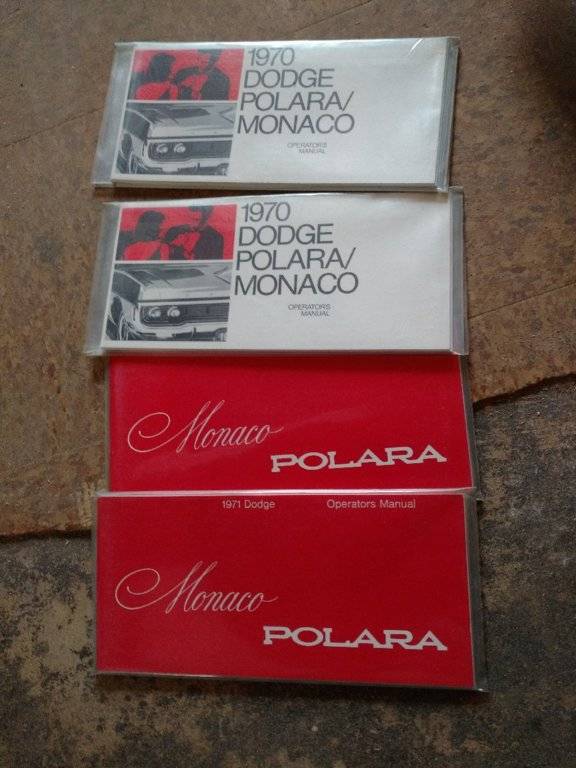 1970
DODGE
POLARA/
MONACO
OPERATORS
MANUAL
1970
DODGE
POLARA/
MONACO
OPERATORS
MANUAL
Monaco
POLARA
1971 Dodge Operators Manual
Monaco
POLARA